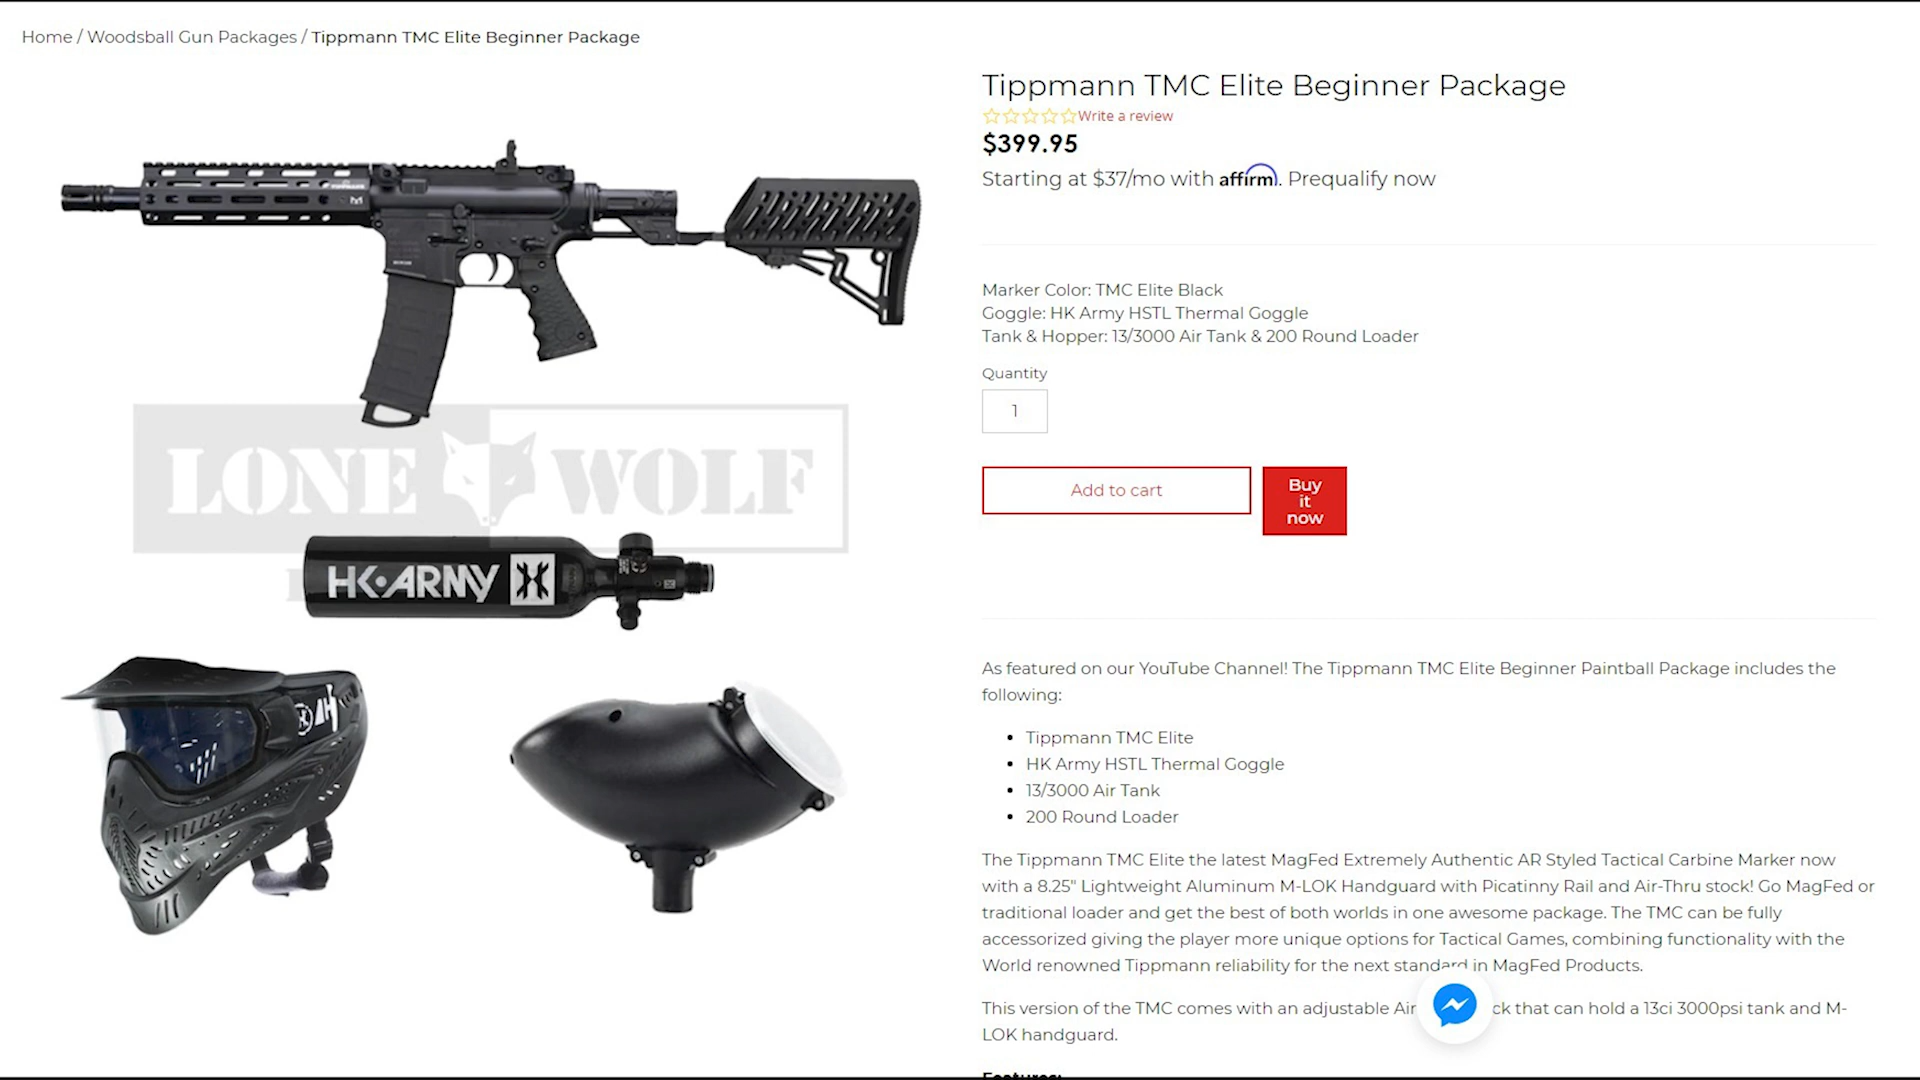 Home / Woodsball Gun Packages / Tippmann TMC Elite Beginner Package
Tippmann TMC Elite Beginner Package
Write a review
$399.95
Starting at $37/mo with affirm. Prequalify now
Marker Color: TMC Elite Black
Goggle: HK Army HSTL Thermal Goggle
Tank & Hopper: 13/3000 Air Tank & 200 Round Loader
Quantity
1
Add to cart
Buy
it
now
LONE WOLF
HK ARMY
As featured on our YouTube Channel! The Tippmann TMC Elite Beginner Paintball Package includes the
following:
Tippmann TMC Elite
HK Army HSTL Thermal Goggle
13/3000 Air Tank
200 Round Loader
The Tippmann TMC Elite the latest MagFed Extremely Authentic AR Styled Tactical Carbine Marker now
with a 8.25" Lightweight Aluminum M-LOK Handguard with Picatinny Rail and Air-Thru stock! Go MagFed or
traditional loader and get the best of both worlds in one awesome package. The TMC can be fully
accessorized giving the player more unique options for Tactical Games, combining functionality with the
World renowned Tippmann reliability for the next standard in MagFed Products.
This version of the TMC comes with an adjustable Air ck that can hold a 13ci 3000psi tank and M-
LOK handguard.
Features: